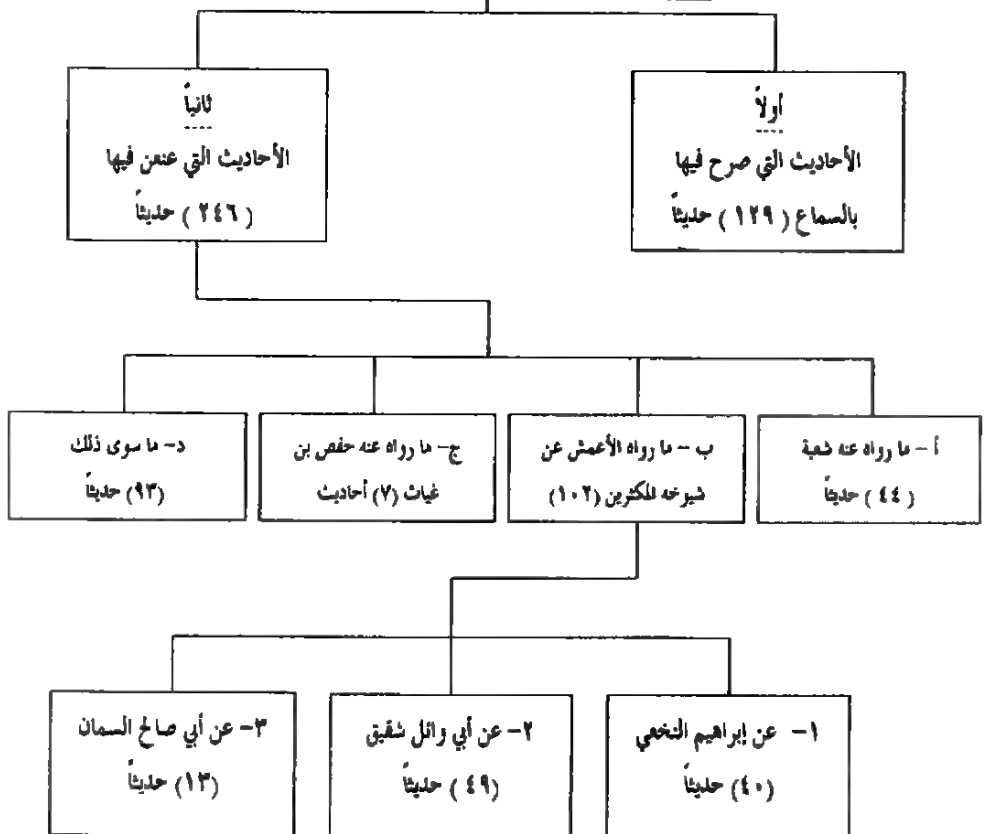 أولاً
الأحاديث التي صرح فيها
بالسماع ( ١٢٩ ) حديثاً
ثانياً
الأحاديث التي عنعن فيها
( ٢٤٦ ) حديثاً
أ – ما رواه عنه شعبة
( ٤٤ ) حديثاً
ب – ما رواه الأعمش عن
شيوخه المكثرين (١٠٢)
ج– ما رواه عنه حفص بن
غياث (٧) أحاديث
د– ما سوى ذلك
(٩٣) حديثاً
١– عن إبراهيم النخعي
(٤٠) حديثاً
٢– عن أبي وائل شقيق
(٤٩) حديثاً
٣– عن أبي صالح السمان
(١٣) حديثاً